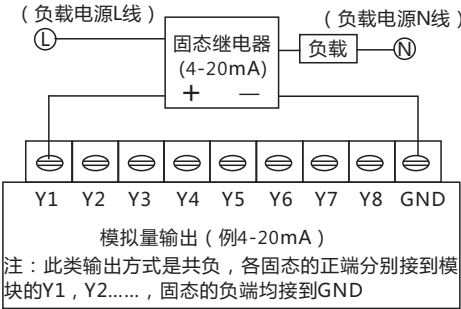 （负载电源L线）
（负载电源N线）
L
固态继电器
(4-20mA)
+ —
负载
N
Y1 Y2 Y3 Y4 Y5 Y6 Y7 Y8 GND
模拟量输出（例4-20mA）
注：此类输出方式是共负，各固态的正端分别接到模
块的Y1，Y2……，固态的负端均接到GND